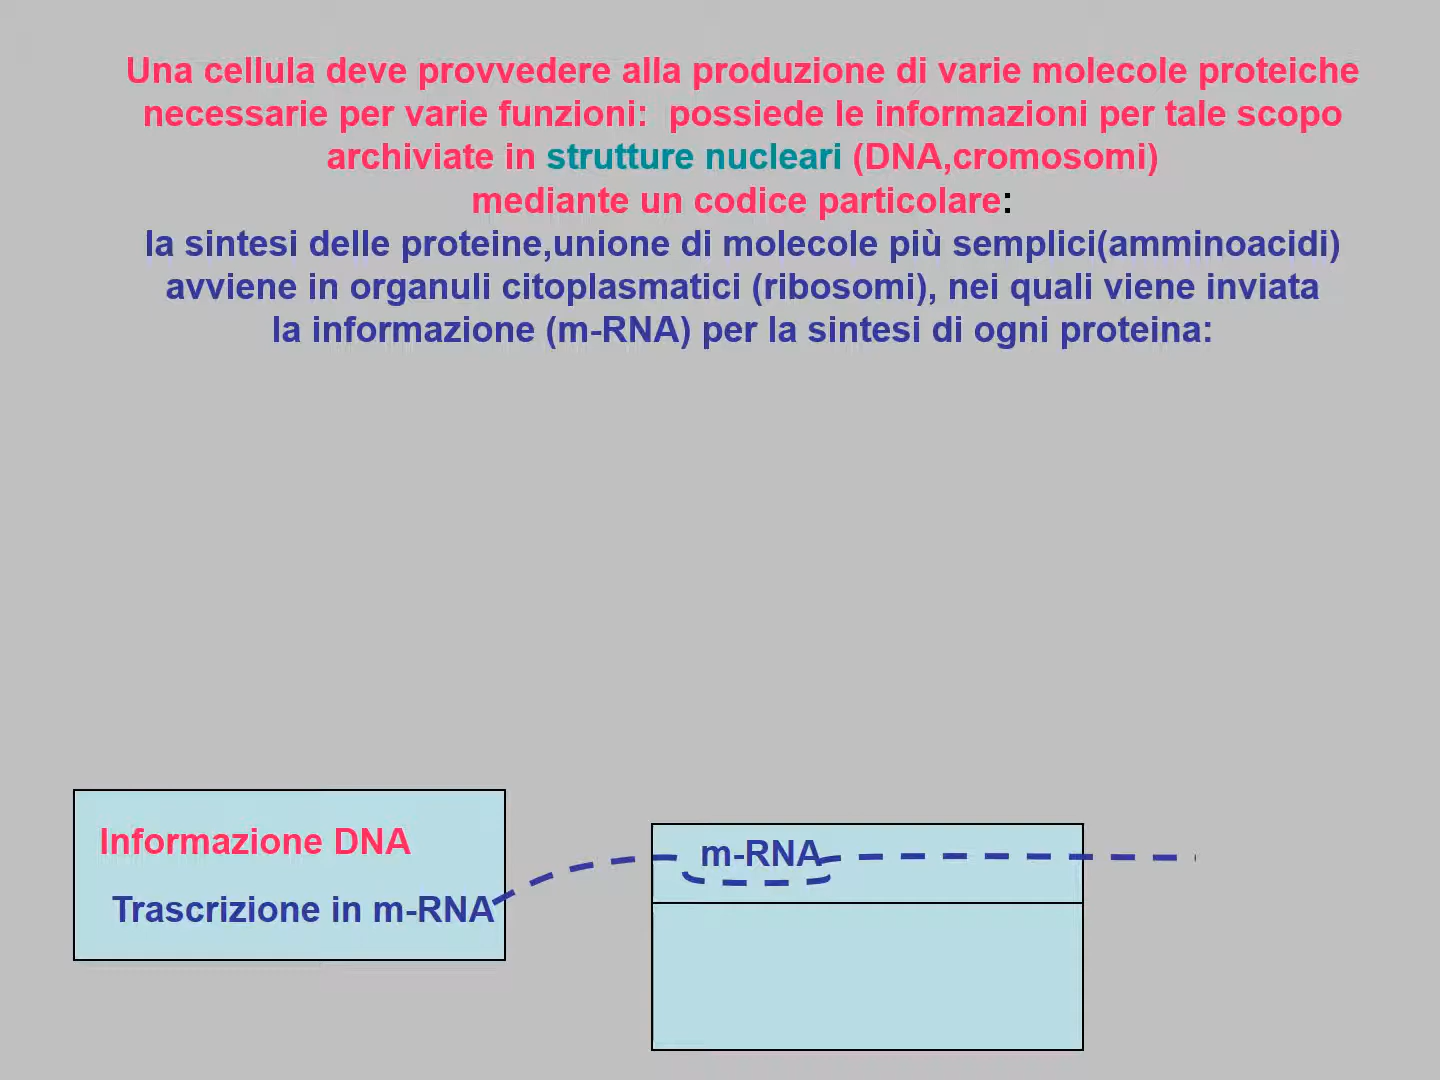 Una cellula deve provvedere alla produzione di varie molecole proteiche
necessarie per varie funzioni:  possiede le informazioni per tale scopo
archiviate in strutture nucleari (DNA,cromosomi)
mediante un codice particolare:
la sintesi delle proteine,unione di molecole più semplici(amminoacidi)
avviene in organuli citoplasmatici (ribosomi), nei quali viene inviata
la informazione (m-RNA) per la sintesi di ogni proteina:
Informazione DNA
Trascrizione in m-RNA
m-RNA